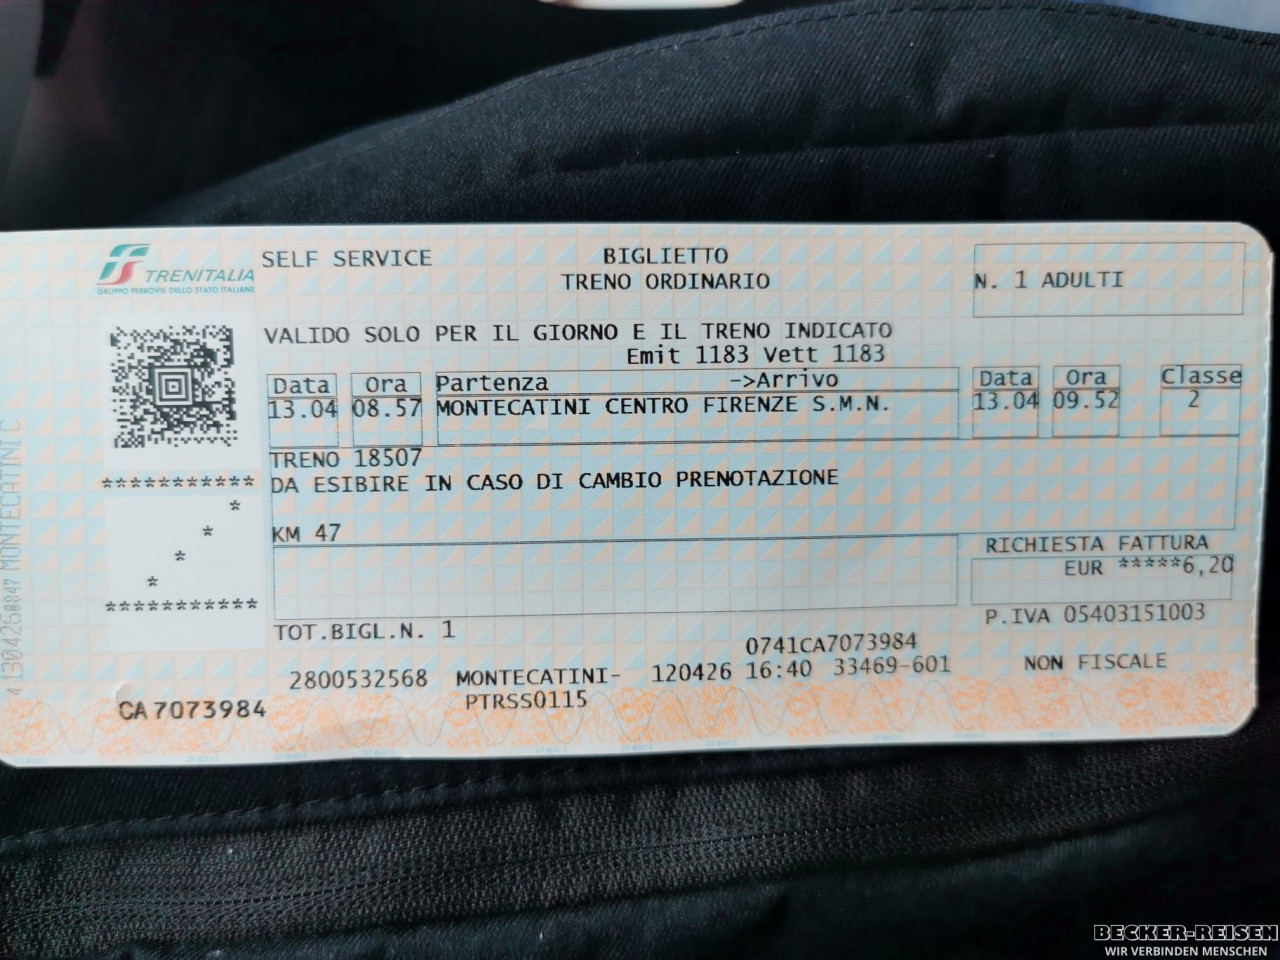 TRENITALIA
GRUPPO FERROVIE DELLO STATO ITALIANE
SELF SERVICE
BIGLIETTO
TRENO ORDINARIO
N. 1 ADULTI
VALIDO SOLO PER IL GIORNO E IL TRENO INDICATO
Emit 1183 Vett 1183
Data Ora Partenza ->Arrivo Data Ora Classe
13.04 08.57 MONTECATINI CENTRO FIRENZE S.M.N. 13.04 09.52 2
TRENO 18507
***********
DA ESIBIRE IN CASO DI CAMBIO PRENOTAZIONE
*
*
*
*
***********
KM 47
RICHIESTA FATTURA
EUR *****6,20
P.IVA 05403151003
TOT.BIGL.N. 1
0741CA7073984
2800532568 MONTECATINI- 120426 16:40 33469-601 NON FISCALE
PTRSS0115
CA7073984
MONTECATINI C
BECKER-REISEN
WIR VERBINDEN MENSCHEN